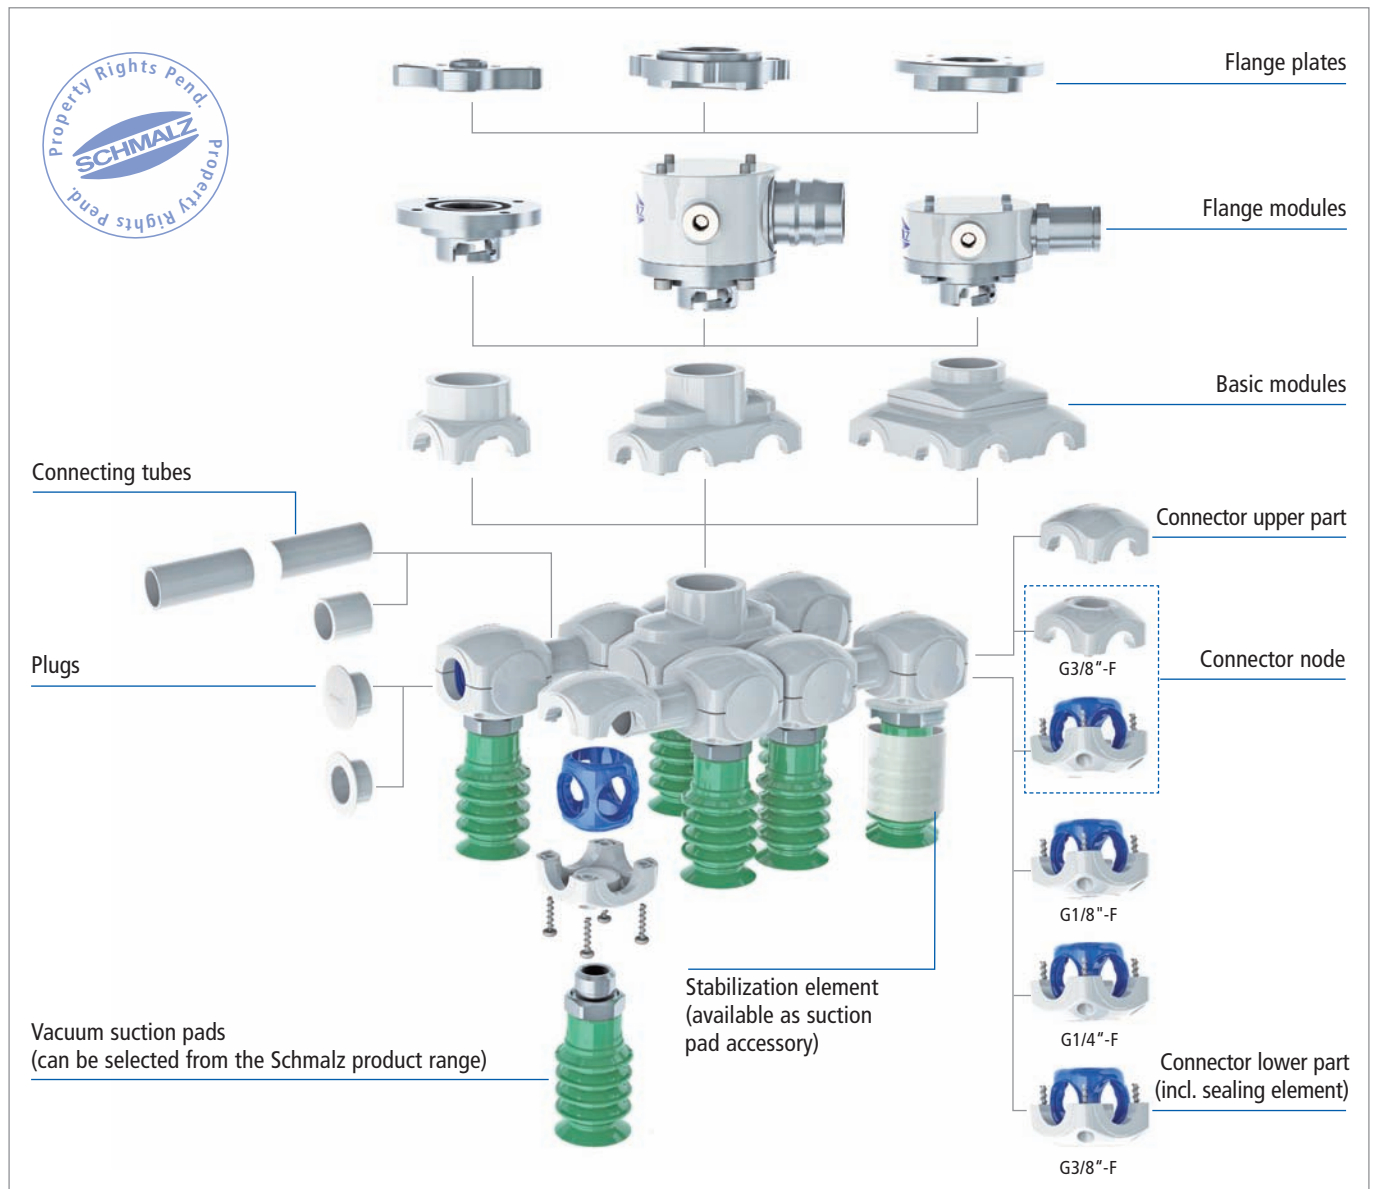 Property Rights Pend.
Property Rights Pend.
SCHMALZ
Flange plates
Flange modules
Basic modules
Connecting tubes
Connector upper part
G3/8“-F
Connector node
Plugs
G1/8"-F
G1/4“-F
Stabilization element
(available as suction
pad accessory)
Vacuum suction pads
(can be selected from the Schmalz product range)
Connector lower part
(incl. sealing element)
G3/8“-F